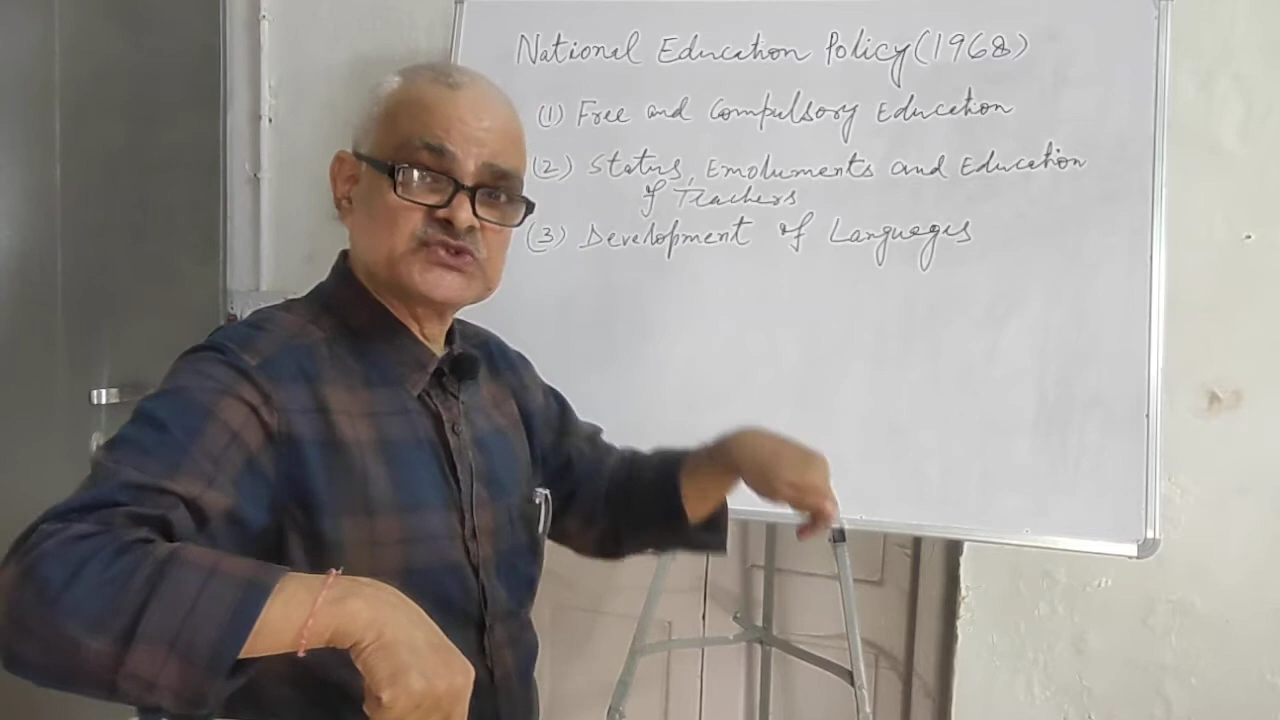 National Education Policy (1968)
(1) Free and Compulsory Education
(2) Status, Emoluments and Education
of Teachers
(3) Development of Languages